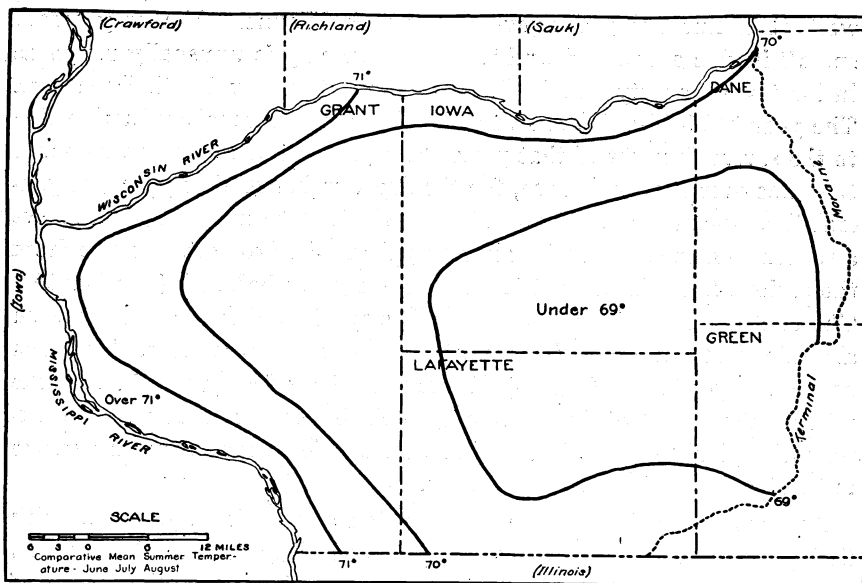 (Crawford)
(Richland)
(Sauk)
70°
71°
GRANT
IOWA
DANE
WISCONSIN RIVER
Moraine
(Iowa)
Under 69°
GREEN
LAFAYETTE
MISSISSIPPI
RIVER
Over 71°
Terminal
69°
SCALE
6 3 0 6 12 MILES
Comparative Mean Summer Temper-
ature - June July August
71°
70°
(Illinois)